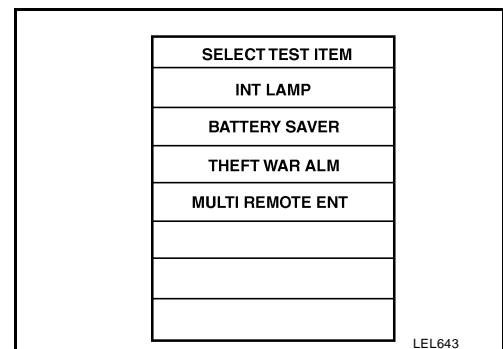 SELECT TEST ITEM
INT LAMP
BATTERY SAVER
THEFT WAR ALM
MULTI REMOTE ENT
LEL643